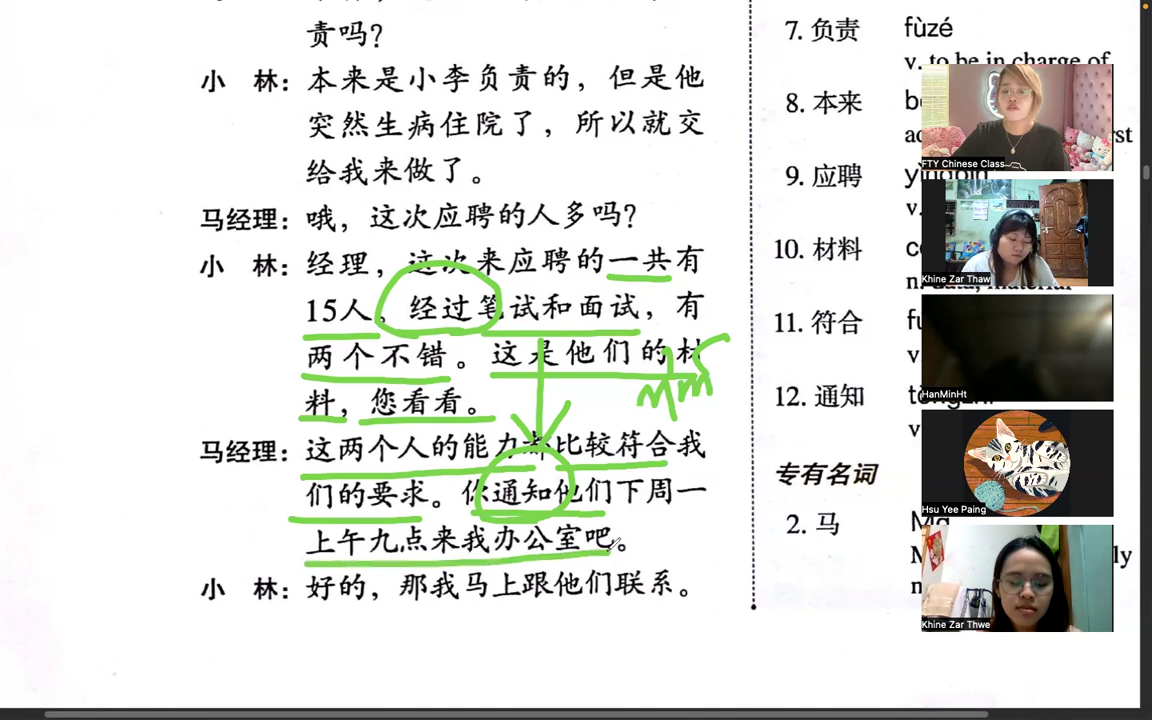 责吗？
小 林：本来是小李负责的，但是他
突然生病住院了，所以就交
给我来做了。
马经理：哦，这次应聘的人多吗？
小 林：经理，这次来应聘的一共有
15人，经过笔试和面试，有
两个不错。这是他们的材
料，您看看。
马经理：这两个人的能力都比较符合我
们的要求。你通知他们下周一
上午九点来我办公室吧。
小 林：好的，那我马上跟他们联系。
7. 负责 fùzé
v. to be in charge of
8. 本来
9. 应聘 yìngpìn
v.
10. 材料
n. data, material
11. 符合
v
12. 通知
v.
专有名词
2. 马
FTY Chinese Class
Khine Zar Thaw
HanMinHt
Hsu Yee Paing
Khine Zar Thwe